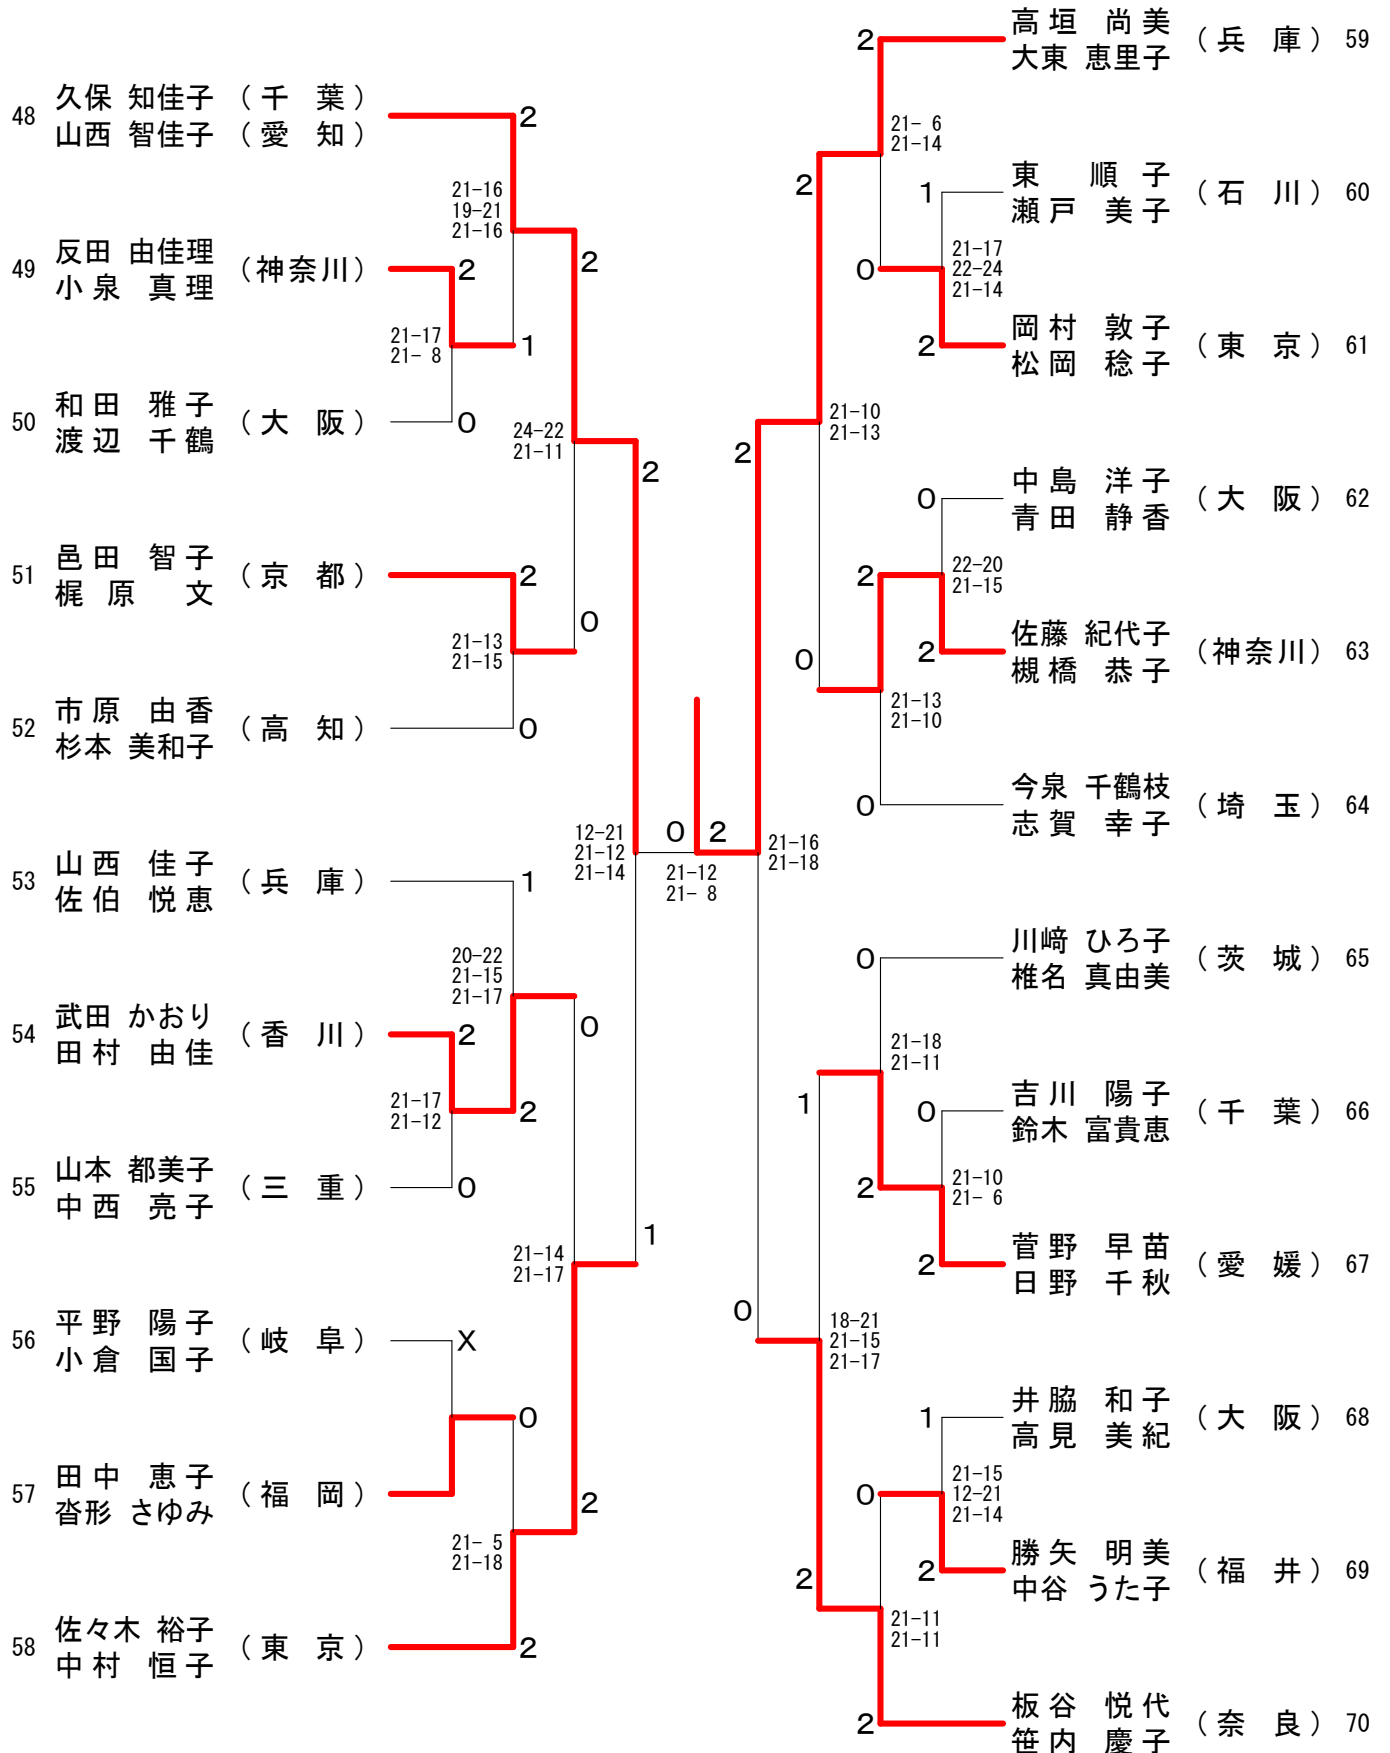 48 久保 知佳子 (千 葉) 2
山西 智佳子 (愛 知)
21-16
19-21
21-16
49 反田 由佳理 (神奈川) 2
小泉 真理
2
21-17
21- 8
1
50 和田 雅子 (大 阪) 0
渡辺 千鶴
24-22
21-11
2
51 邑田 智子 (京 都) 2
梶原 文
0
21-13
21-15
52 市原 由香 (高 知) 0
杉本 美和子
12-21
21-12
21-14
53 山西 佳子 (兵 庫) 1
佐伯 悦恵
20-22
21-15
21-17
54 武田 かおり (香 川) 2
田村 由佳
0
21-17
21-12
2
55 山本 都美子 (三 重) 0
中西 亮子
1
21-14
21-17
56 平野 陽子 (岐 阜) X
小倉 国子
0
57 田中 恵子 (福 岡)
沓形 さゆみ
2
21- 5
21-18
58 佐々木 裕子 (東 京) 2
中村 恒子
0 2
21-12
21- 8
2 高垣 尚美 (兵 庫) 59
大東 恵里子
21- 6
21-14
2
1 東 順子 (石 川) 60
瀬戸 美子
21-17
22-24
21-14
0
2 岡村 敦子 (東 京) 61
松岡 稔子
21-10
21-13
2
0 中島 洋子 (大 阪) 62
青田 静香
22-20
21-15
2
2 佐藤 紀代子 (神奈川) 63
槻橋 恭子
0
21-13
21-10
0 今泉 千鶴枝 (埼 玉) 64
志賀 幸子
21-16
21-18
0 川﨑 ひろ子 (茨 城) 65
椎名 真由美
21-18
21-11
1
0 吉川 陽子 (千 葉) 66
鈴木 富貴恵
21-10
21- 6
2
2 菅野 早苗 (愛 媛) 67
日野 千秋
0
18-21
21-15
21-17
1 井脇 和子 (大 阪) 68
高見 美紀
21-15
12-21
21-14
0
2 勝矢 明美 (福 井) 69
中谷 うた子
2
21-11
21-11
2 板谷 悦代 (奈 良) 70
笹内 慶子